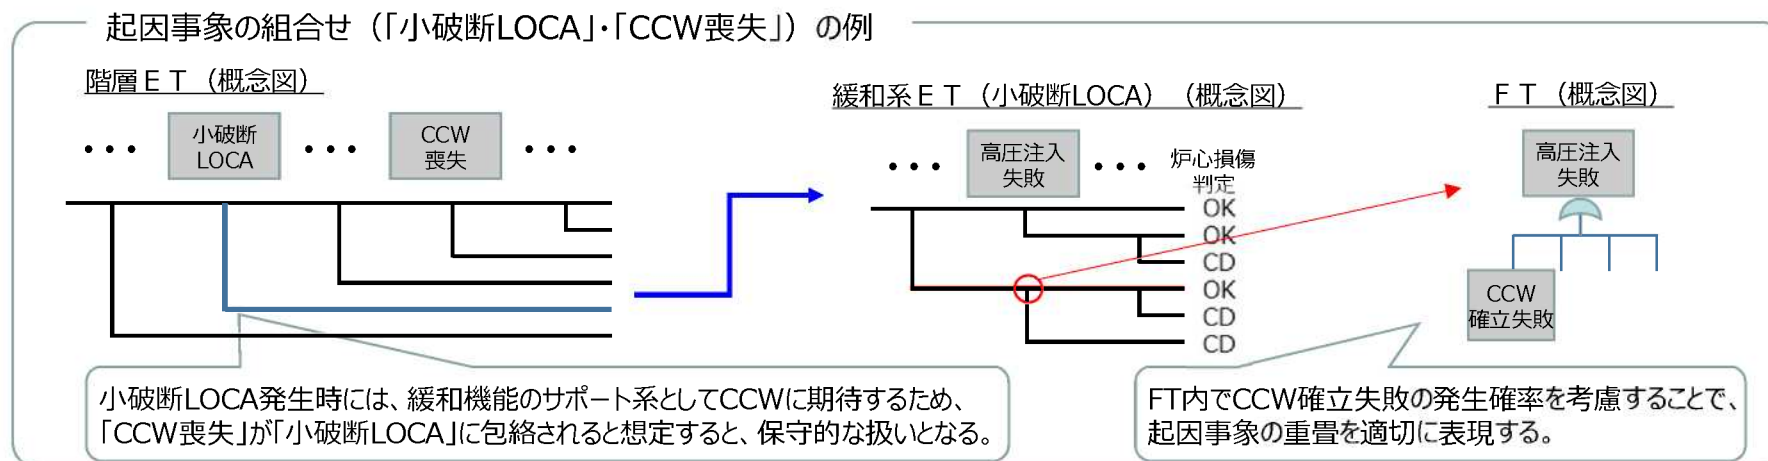 起因事象の組合せ（「小破断LOCA」・「CCW喪失」）の例
階層ＥＴ（概念図）
・・・
小破断
LOCA
・・・
CCW
喪失
・・・
緩和系ＥＴ（小破断LOCA）（概念図）
・・・
高圧注入
失敗
・・・
炉心損傷
判定
OK
OK
CD
OK
CD
CD
ＦＴ（概念図）
高圧注入
失敗
CCW
確立失敗
小破断LOCA発生時には、緩和機能のサポート系としてCCWに期待するため、
「CCW喪失」が「小破断LOCA」に包絡されると想定すると、保守的な扱いとなる。
FT内でCCW確立失敗の発生確率を考慮することで、
起因事象の重畳を適切に表現する。